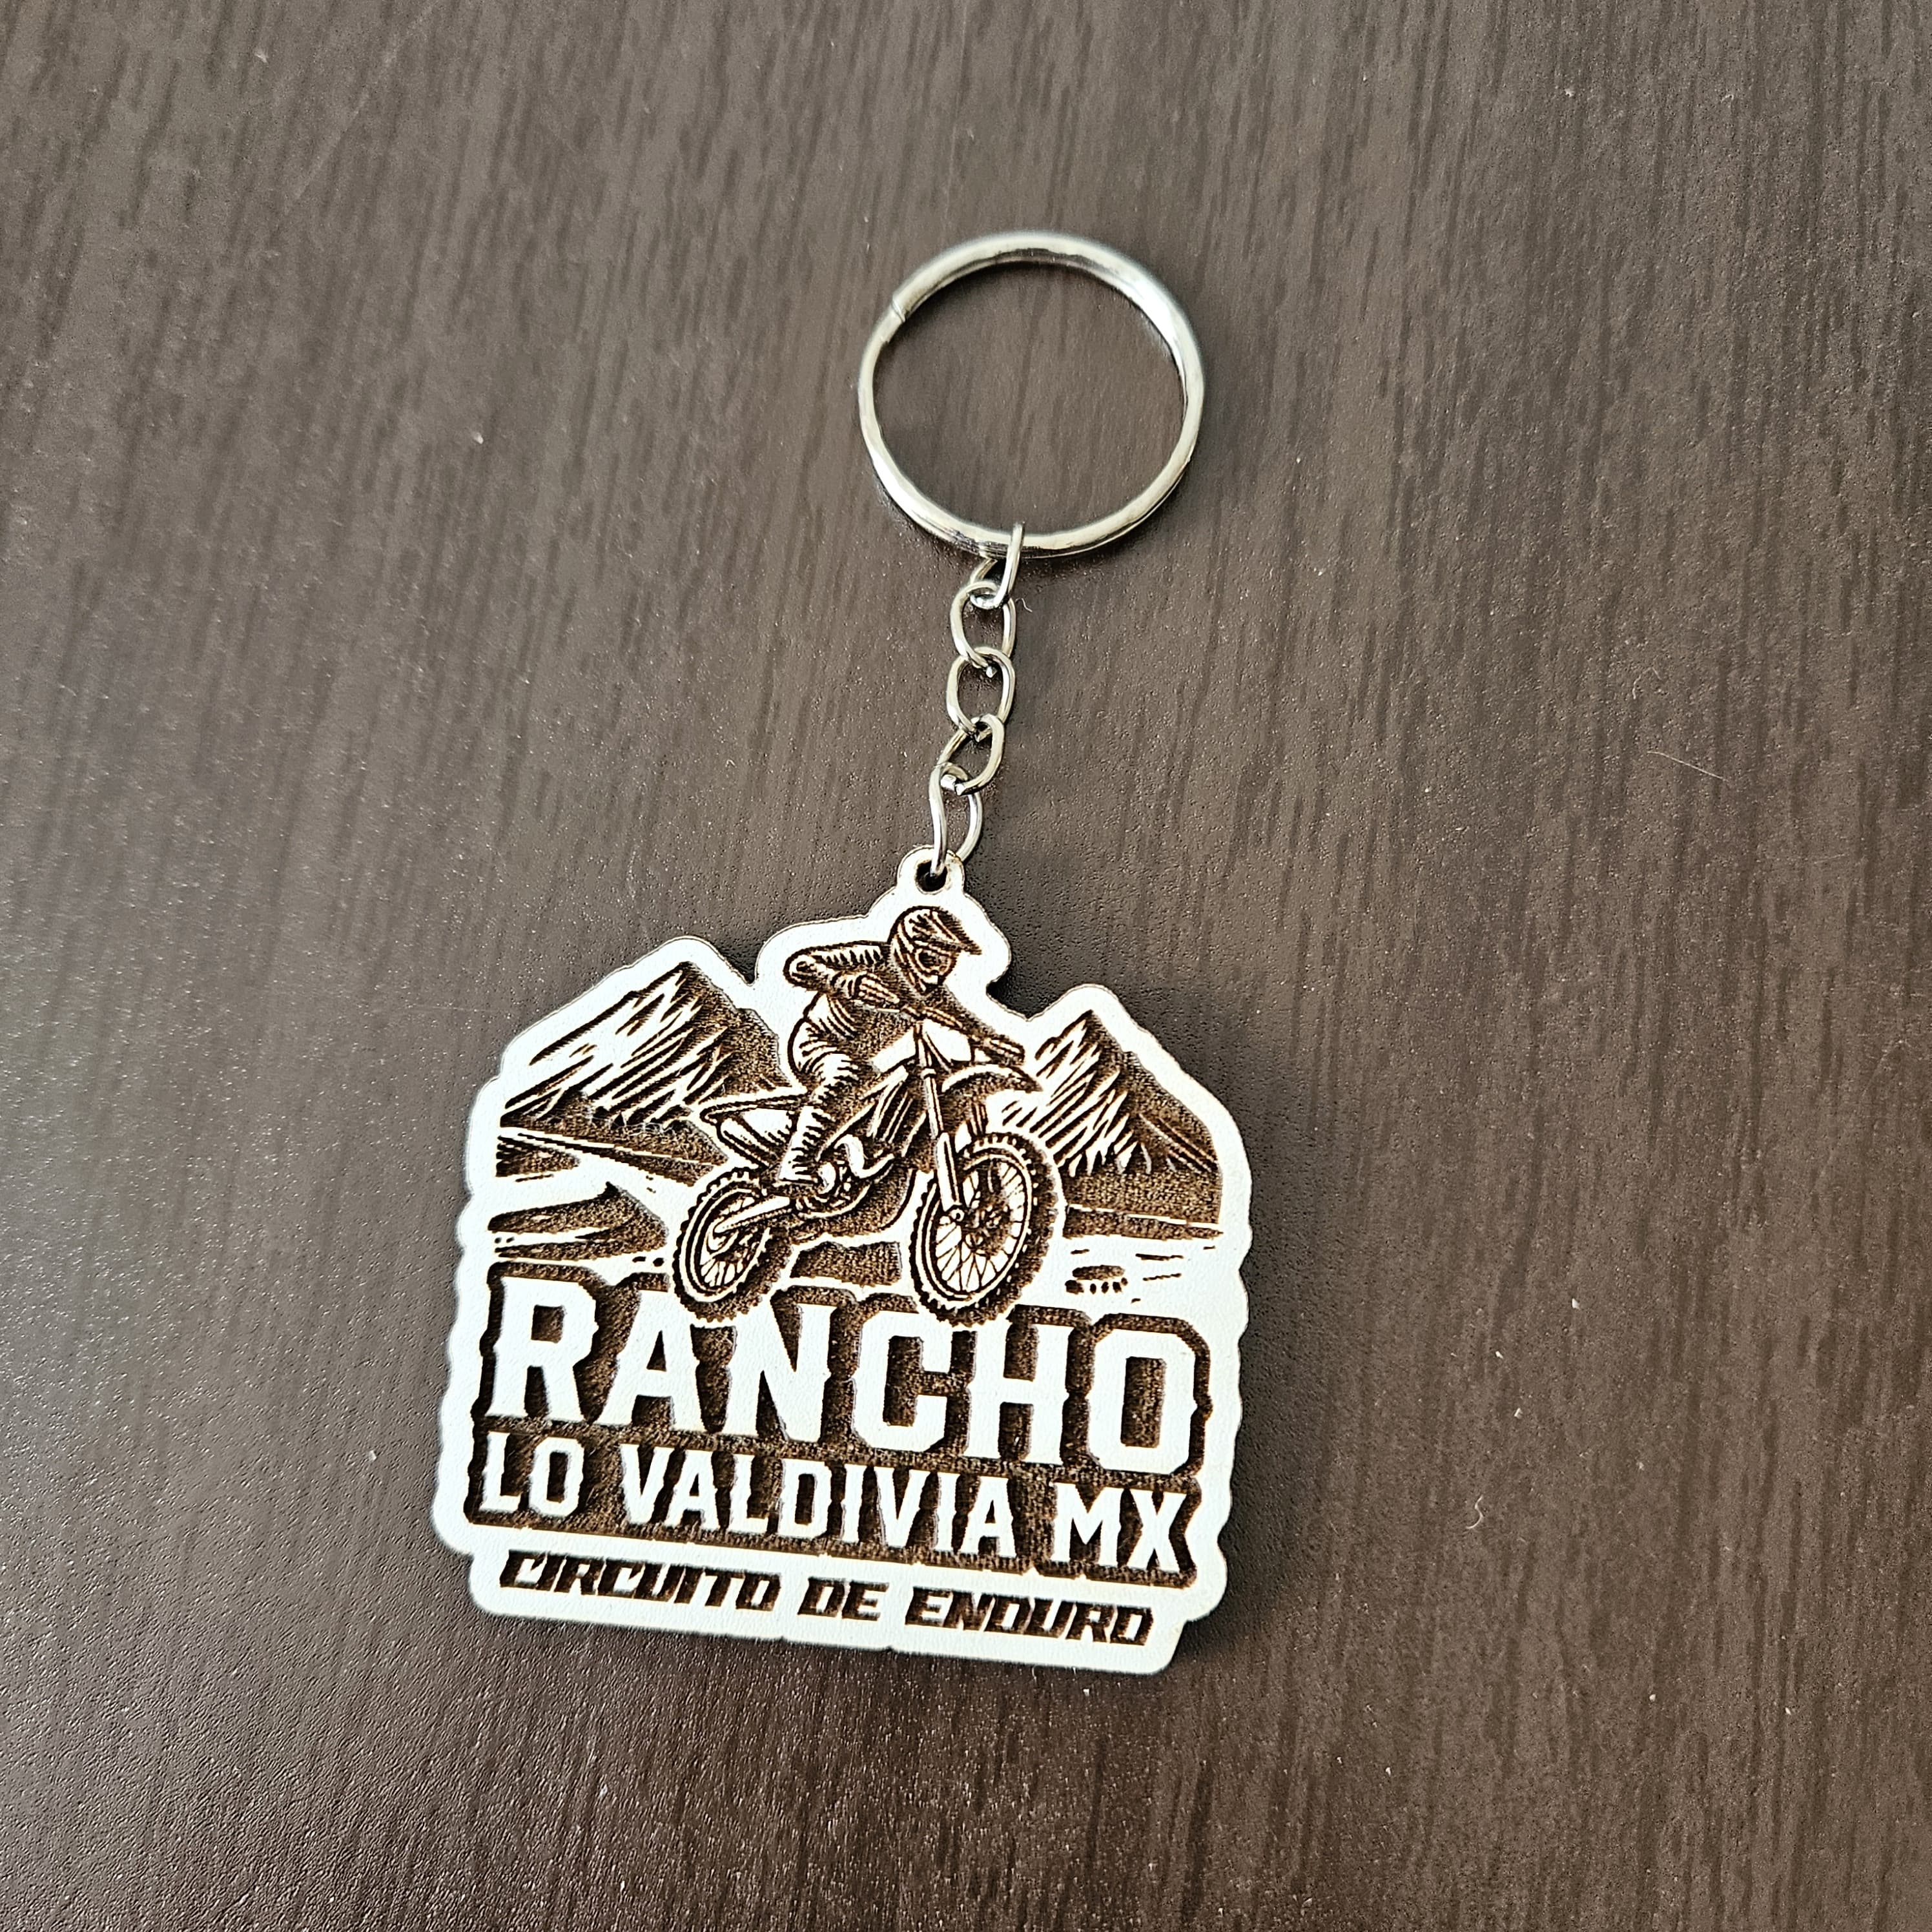 RANCHO
LO VALDIVIA MX
CIRCUITO DE ENDURO